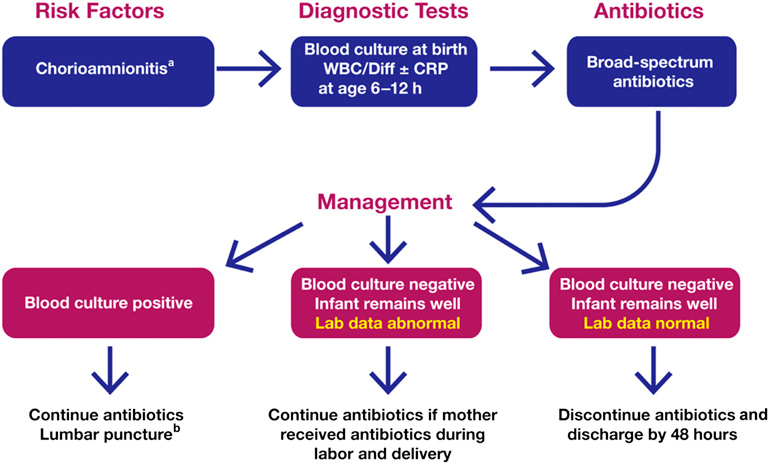 Risk Factors
Diagnostic Tests
Antibiotics
Chorioamnionitisª
Blood culture at birth
WBC/Diff ± CRP
at age 6–12 h
Broad-spectrum
antibiotics
Management
Blood culture positive
Blood culture negative
Infant remains well
Lab data abnormal
Blood culture negative
Infant remains well
Lab data normal
Continue antibiotics
Lumbar punctureᵇ
Continue antibiotics if mother
received antibiotics during
labor and delivery
Discontinue antibiotics and
discharge by 48 hours